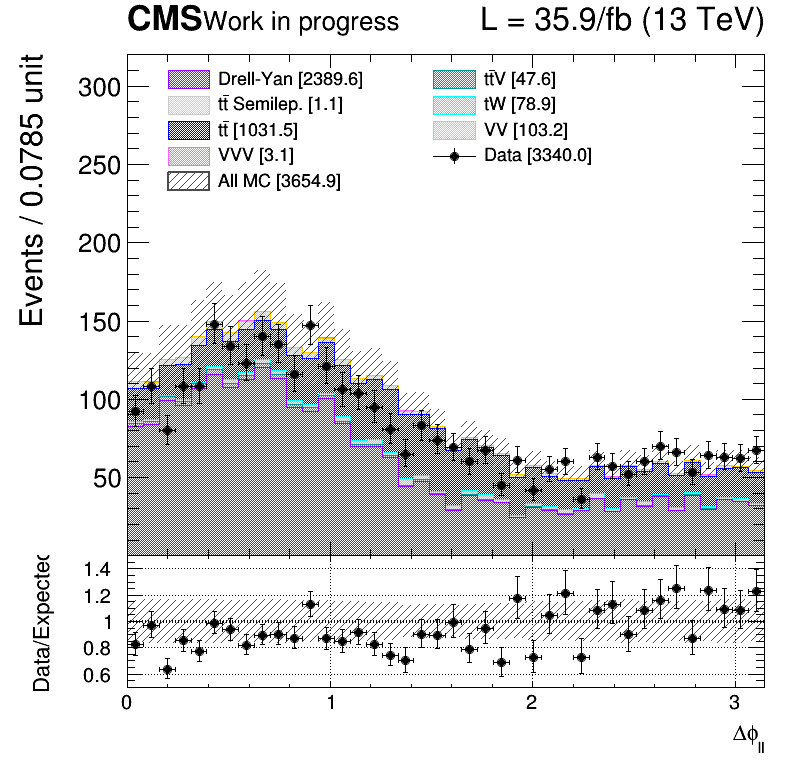 CMS Work in progress L = 35.9/fb (13 TeV)
Events / 0.0785 unit
300
250
200
150
100
50
Drell-Yan [2389.6]
tt̄ Semilep. [1.1]
tt̄ [1031.5]
VVV [3.1]
All MC [3654.9]
tt̄V [47.6]
tW [78.9]
VV [103.2]
Data [3340.0]
Data/Expected
1.4
1.2
1
0.8
0.6
0 1 2 3
Δϕ_ll